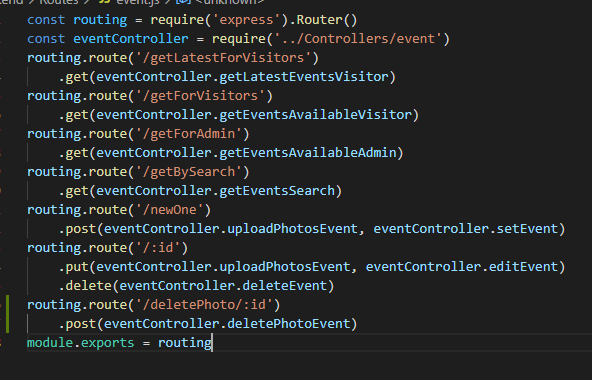 Routes > JS event.js > <unknown>
const routing = require('express').Router()
const eventController = require('../Controllers/event')
routing.route('/getLatestForVisitors')
    .get(eventController.getLatestEventsVisitor)
routing.route('/getForVisitors')
    .get(eventController.getEventsAvailableVisitor)
routing.route('/getForAdmin')
    .get(eventController.getEventsAvailableAdmin)
routing.route('/getBySearch')
    .get(eventController.getEventsSearch)
routing.route('/newOne')
    .post(eventController.uploadPhotosEvent, eventController.setEvent)
routing.route('/:id')
    .put(eventController.uploadPhotosEvent, eventController.editEvent)
    .delete(eventController.deleteEvent)
routing.route('/deletePhoto/:id')
    .post(eventController.deletePhotoEvent)
module.exports = routing